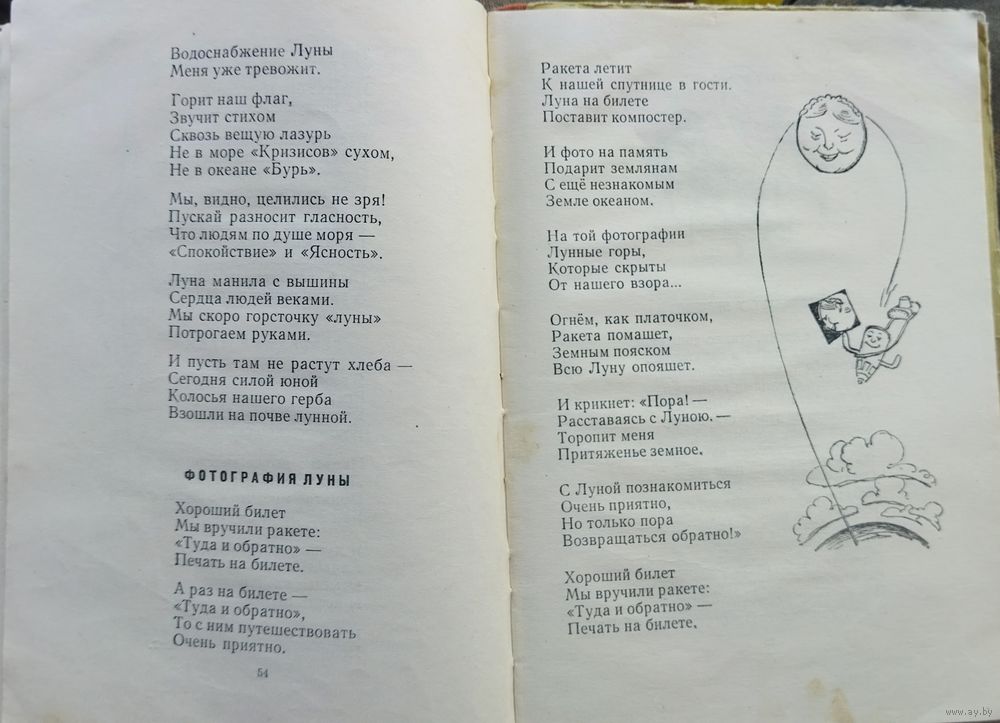 Водоснабжение Луны
Меня уже тревожит.
Горит наш флаг,
Звучит стихом
Сквозь вещую лазурь
Не в море «Кризисов» сухом,
Не в океане «Бурь».
Мы, видно, целились не зря!
Пускай разносит гласность,
Что людям по душе моря —
«Спокойствие» и «Ясность».
Луна манила с вышины
Сердца людей веками.
Мы скоро горсточку «луны»
Потрогаем руками.
И пусть там не растут хлеба —
Сегодня силой юной
Колосья нашего герба
Взошли на почве лунной.
ФОТОГРАФИЯ ЛУНЫ
Хороший билет
Мы вручили ракете:
«Туда и обратно» —
Печать на билете.
А раз на билете —
«Туда и обратно»,
То с ним путешествовать
Очень приятно.
54
Ракета летит
К нашей спутнице в гости.
Луна на билете
Поставит компостер.
И фото на память
Подарит землянам
С ещё незнакомым
Земле океаном.
На той фотографии
Лунные горы,
Которые скрыты
От нашего взора...
Огнём, как платочком,
Ракета помашет,
Земным пояском
Всю Луну опояшет.
И крикнет: «Пора! —
Расставаясь с Луною. —
Торопит меня
Притяженье земное.
С Луной познакомиться
Очень приятно,
Но только пора
Возвращаться обратно!»
Хороший билет
Мы вручили ракете:
«Туда и обратно» —
Печать на билете.
www.ay.by